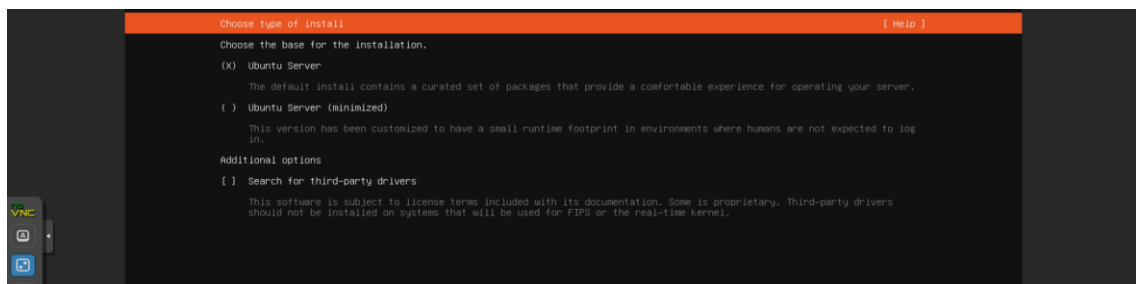 Choose type of install [ Help ]
Choose the base for the installation.
(X) Ubuntu Server
The default install contains a curated set of packages that provide a comfortable experience for operating your server.
( ) Ubuntu Server (minimized)
This version has been customized to have a small runtime footprint in environments where humans are not expected to log
in.
Additional options
[ ] Search for third-party drivers
This software is subject to license terms included with its documentation. Some is proprietary. Third-party drivers
should not be installed on systems that will be used for FIPS or the real-time kernel.
no
VNC
A